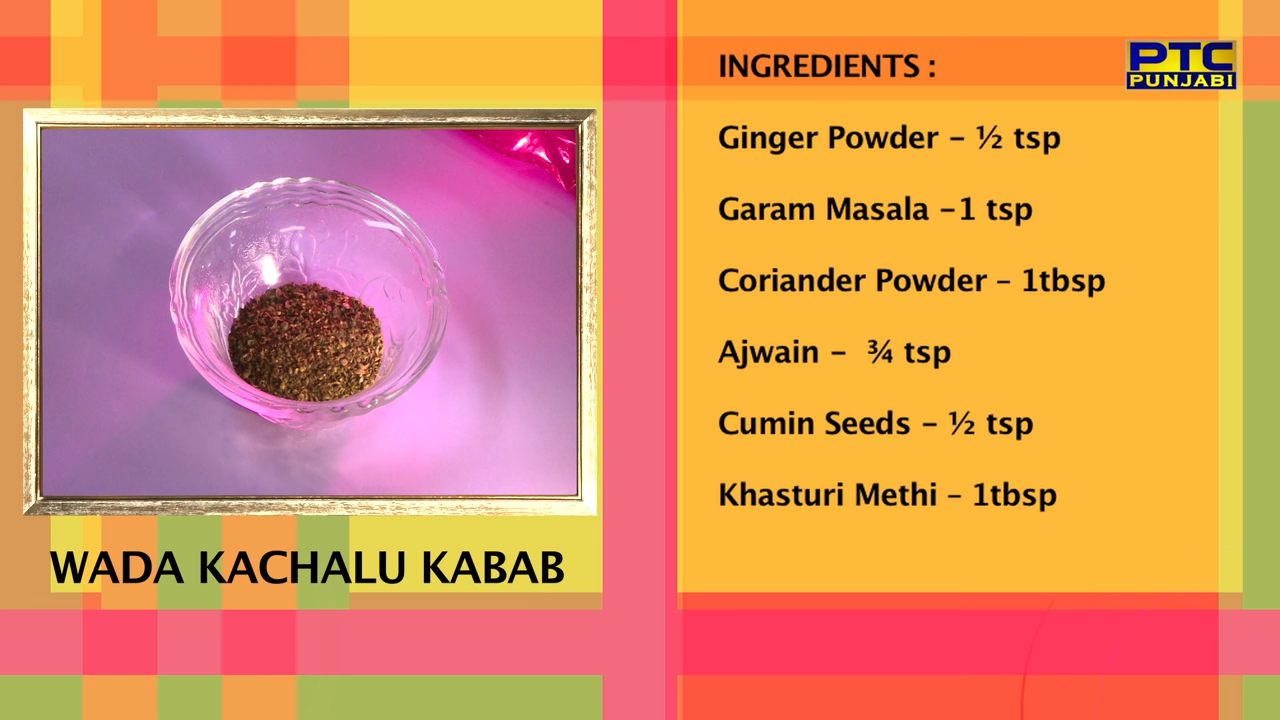 INGREDIENTS :
PTC
PUNJABI
Ginger Powder – ½ tsp
Garam Masala –1 tsp
Coriander Powder – 1tbsp
Ajwain –  ¾ tsp
Cumin Seeds – ½ tsp
Khasturi Methi – 1tbsp
WADA KACHALU KABAB